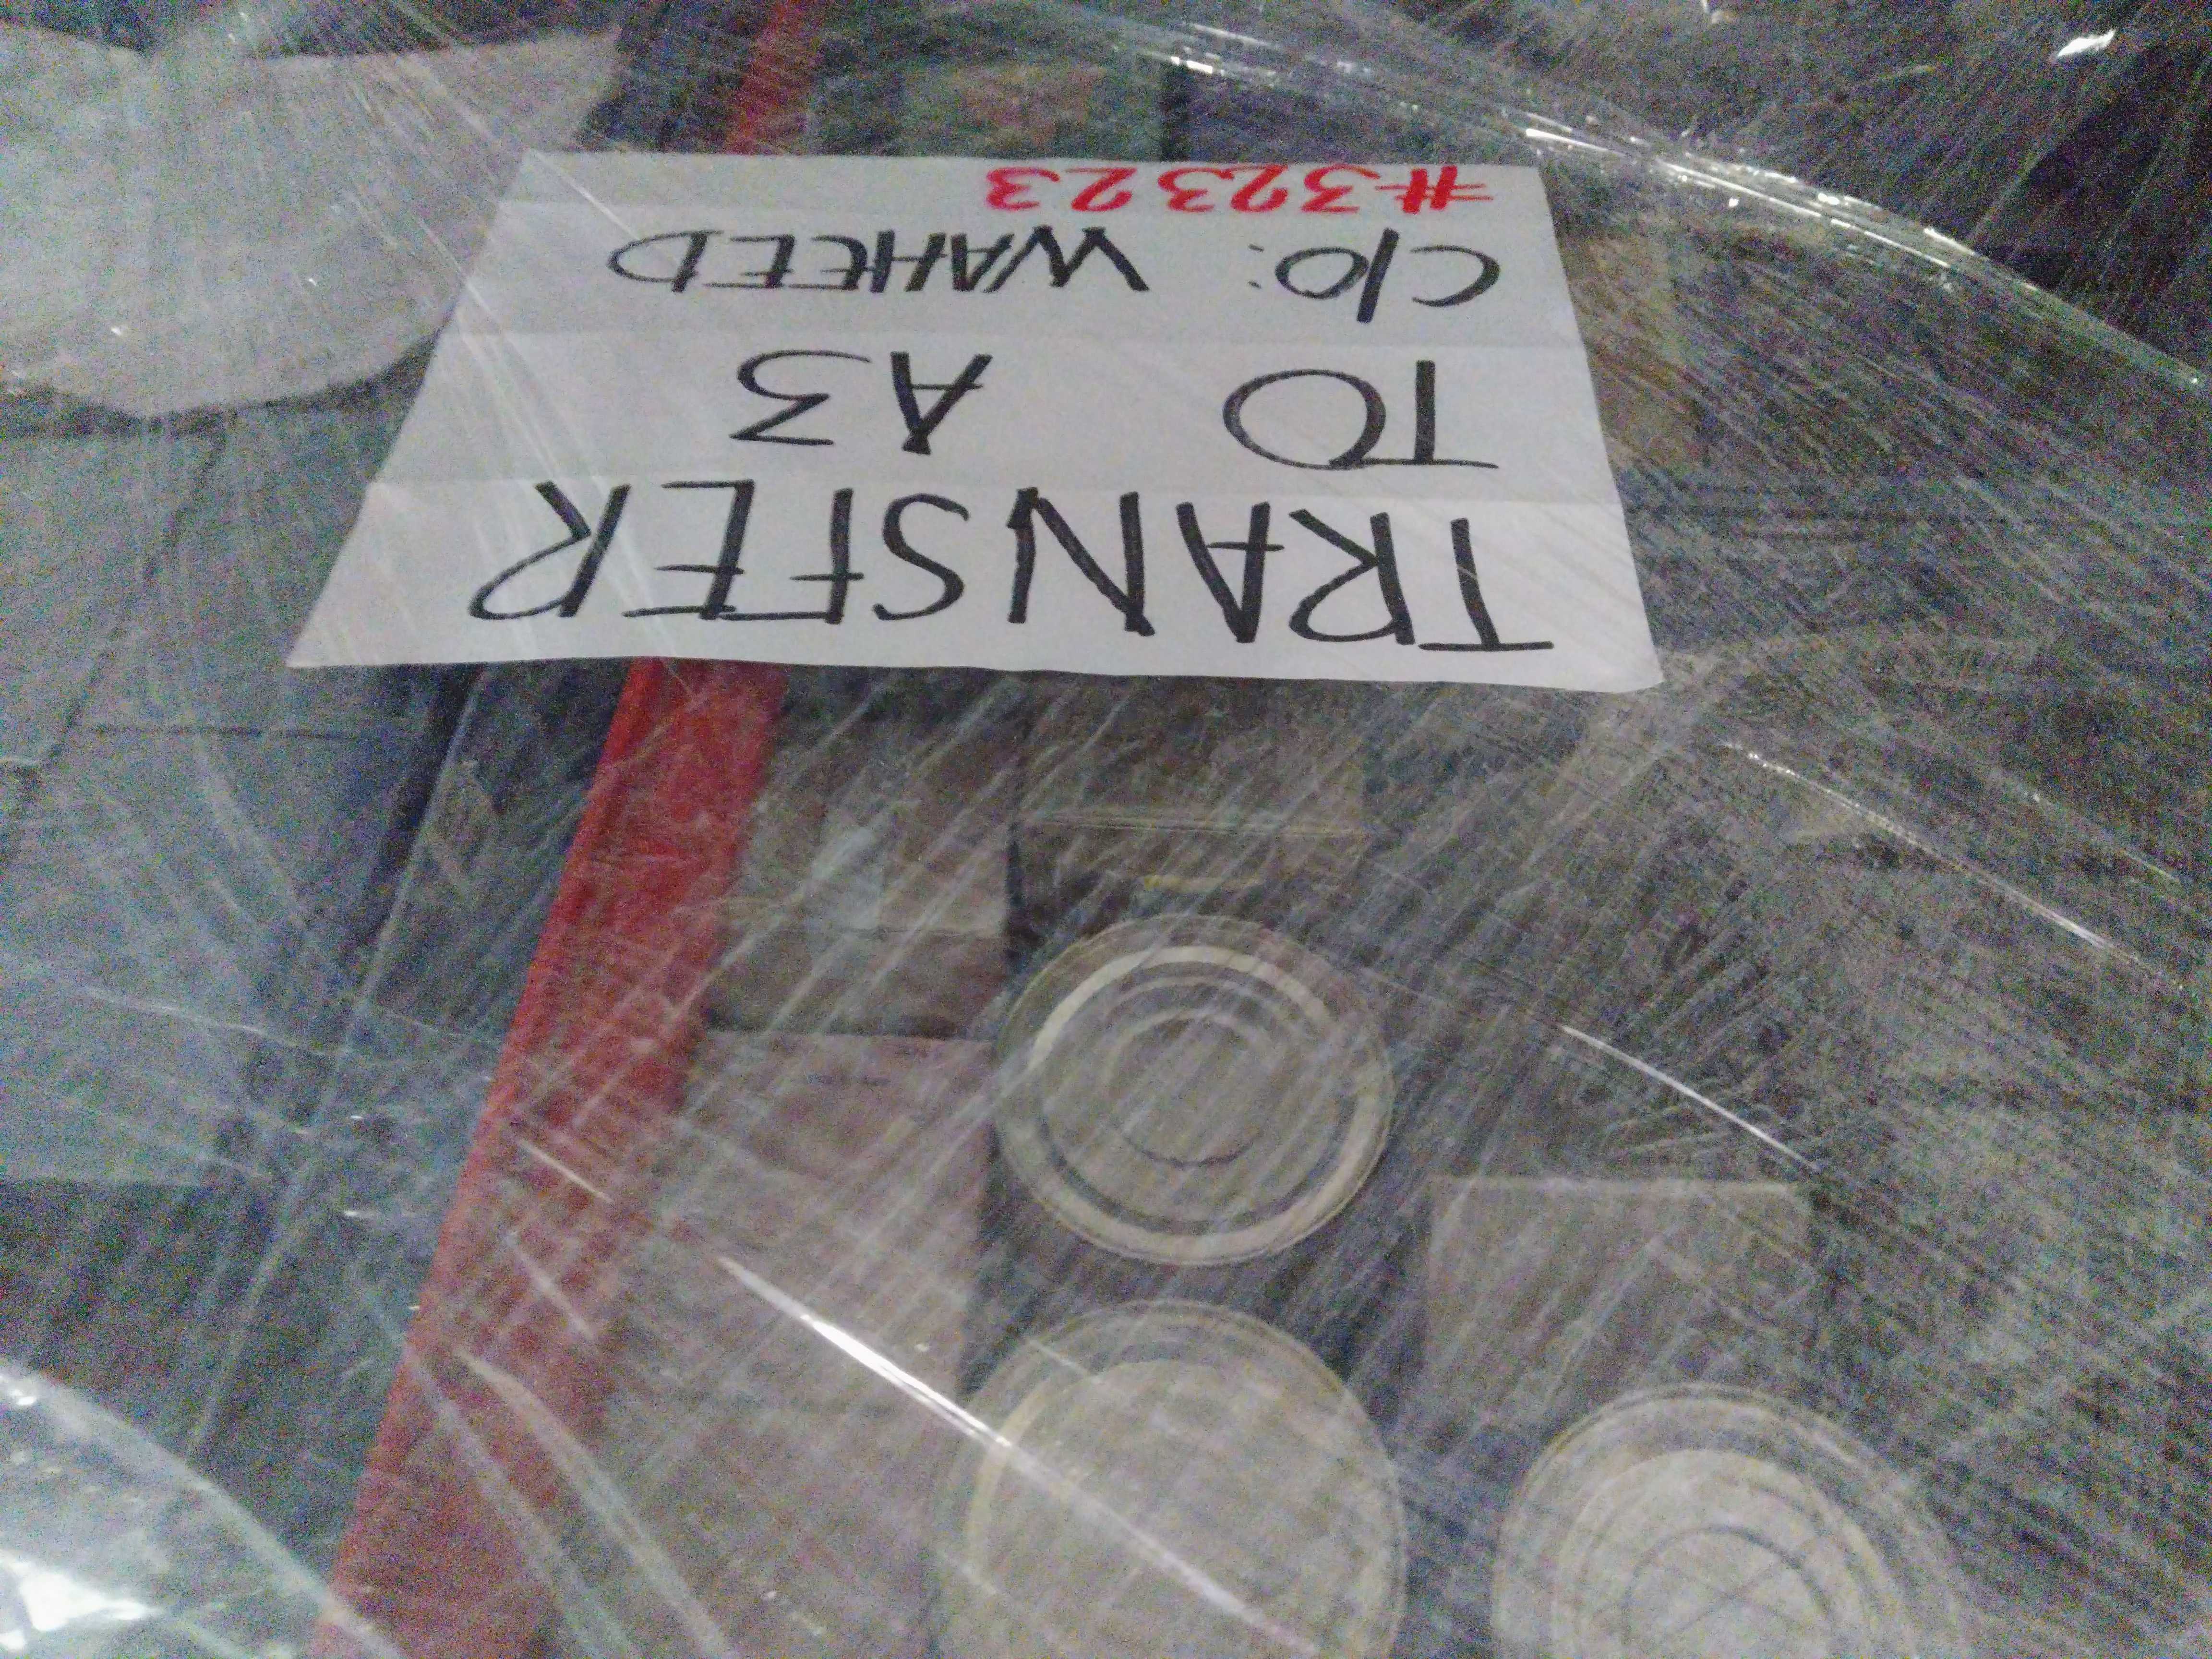 TRANSFER
TO A3
C/O: WAHEED
#32323